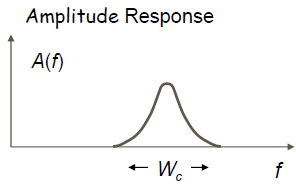 Amplitude Response
A(f)
← W_c →
f